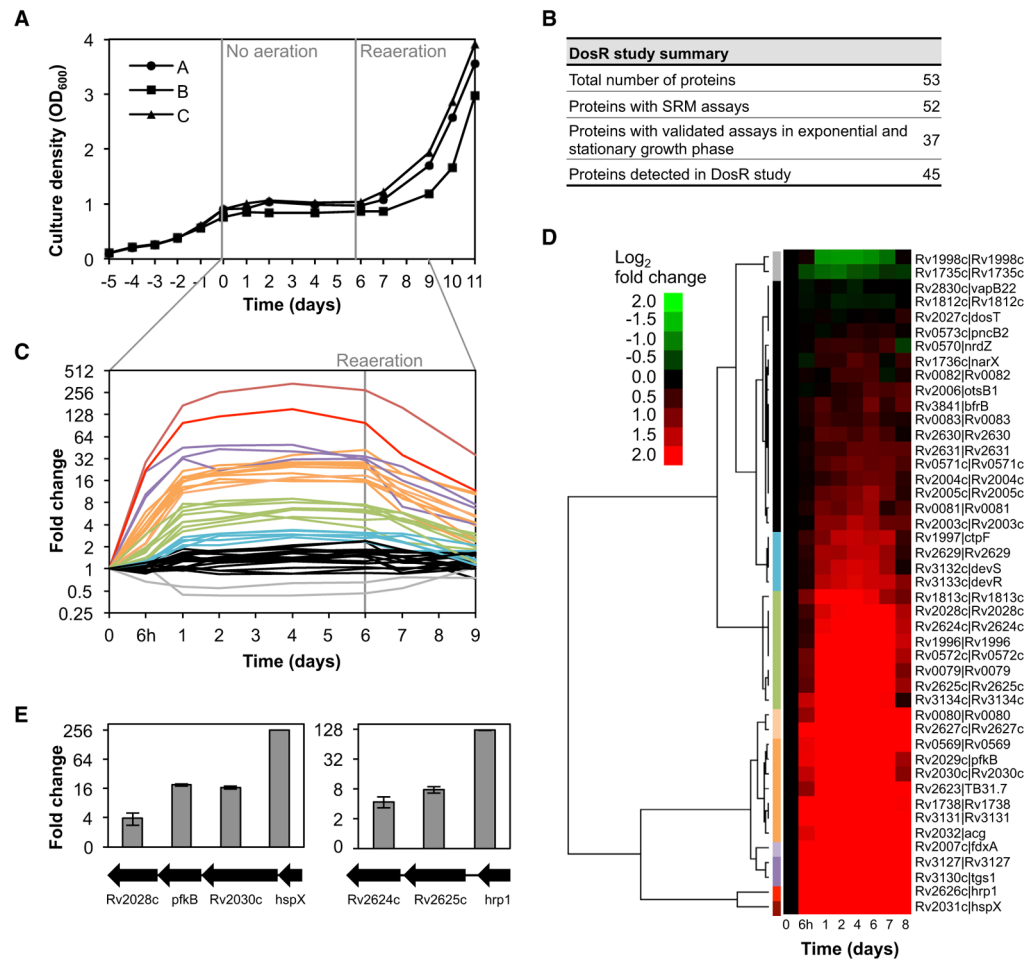 A
No aeration
Reaeration
A
B
C
Culture density (OD600)
4
3
2
1
0
-5 -4 -3 -2 -1 0 1 2 3 4 5 6 7 8 9 10 11
Time (days)
B
DosR study summary
Total number of proteins 53
Proteins with SRM assays 52
Proteins with validated assays in exponential and
stationary growth phase 37
Proteins detected in DosR study 45
C
Reaeration
Fold change
512
256
128
64
32
16
8
4
2
1
0.5
0.25
0 6h 1 2 3 4 5 6 7 8 9
Time (days)
D
Log2
fold change
2.0
-1.5
-1.0
-0.5
0.0
0.5
1.0
1.5
2.0
Rv1998c|Rv1998c
Rv1735c|Rv1735c
Rv2830c|vapB22
Rv1812c|Rv1812c
Rv2027c|dosT
Rv0573c|pncB2
Rv0570|nrdZ
Rv1736c|narX
Rv0082|Rv0082
Rv2006|otsB1
Rv3841|bfrB
Rv0083|Rv0083
Rv2630|Rv2630
Rv2631|Rv2631
Rv0571c|Rv0571c
Rv2004c|Rv2004c
Rv2005c|Rv2005c
Rv0081|Rv0081
Rv2003c|Rv2003c
Rv1997|ctpF
Rv2629|Rv2629
Rv3132c|devS
Rv3133c|devR
Rv1813c|Rv1813c
Rv2028c|Rv2028c
Rv2624c|Rv2624c
Rv1996|Rv1996
Rv0572c|Rv0572c
Rv0079|Rv0079
Rv2625c|Rv2625c
Rv3134c|Rv3134c
Rv0080|Rv0080
Rv2627c|Rv2627c
Rv0569|Rv0569
Rv2029c|pfkB
Rv2030c|Rv2030c
Rv2623|TB31.7
Rv1738|Rv1738
Rv3131|Rv3131
Rv2032|acg
Rv2007c|fdxA
Rv3127|Rv3127
Rv3130c|tgs1
Rv2626c|hrp1
Rv2031c|hspX
0 6h 1 2 4 6 7 8
Time (days)
E
Fold change
256
64
16
4
0
Rv2028c pfkB Rv2030c hspX
128
32
8
2
0
Rv2624c Rv2625c hrp1